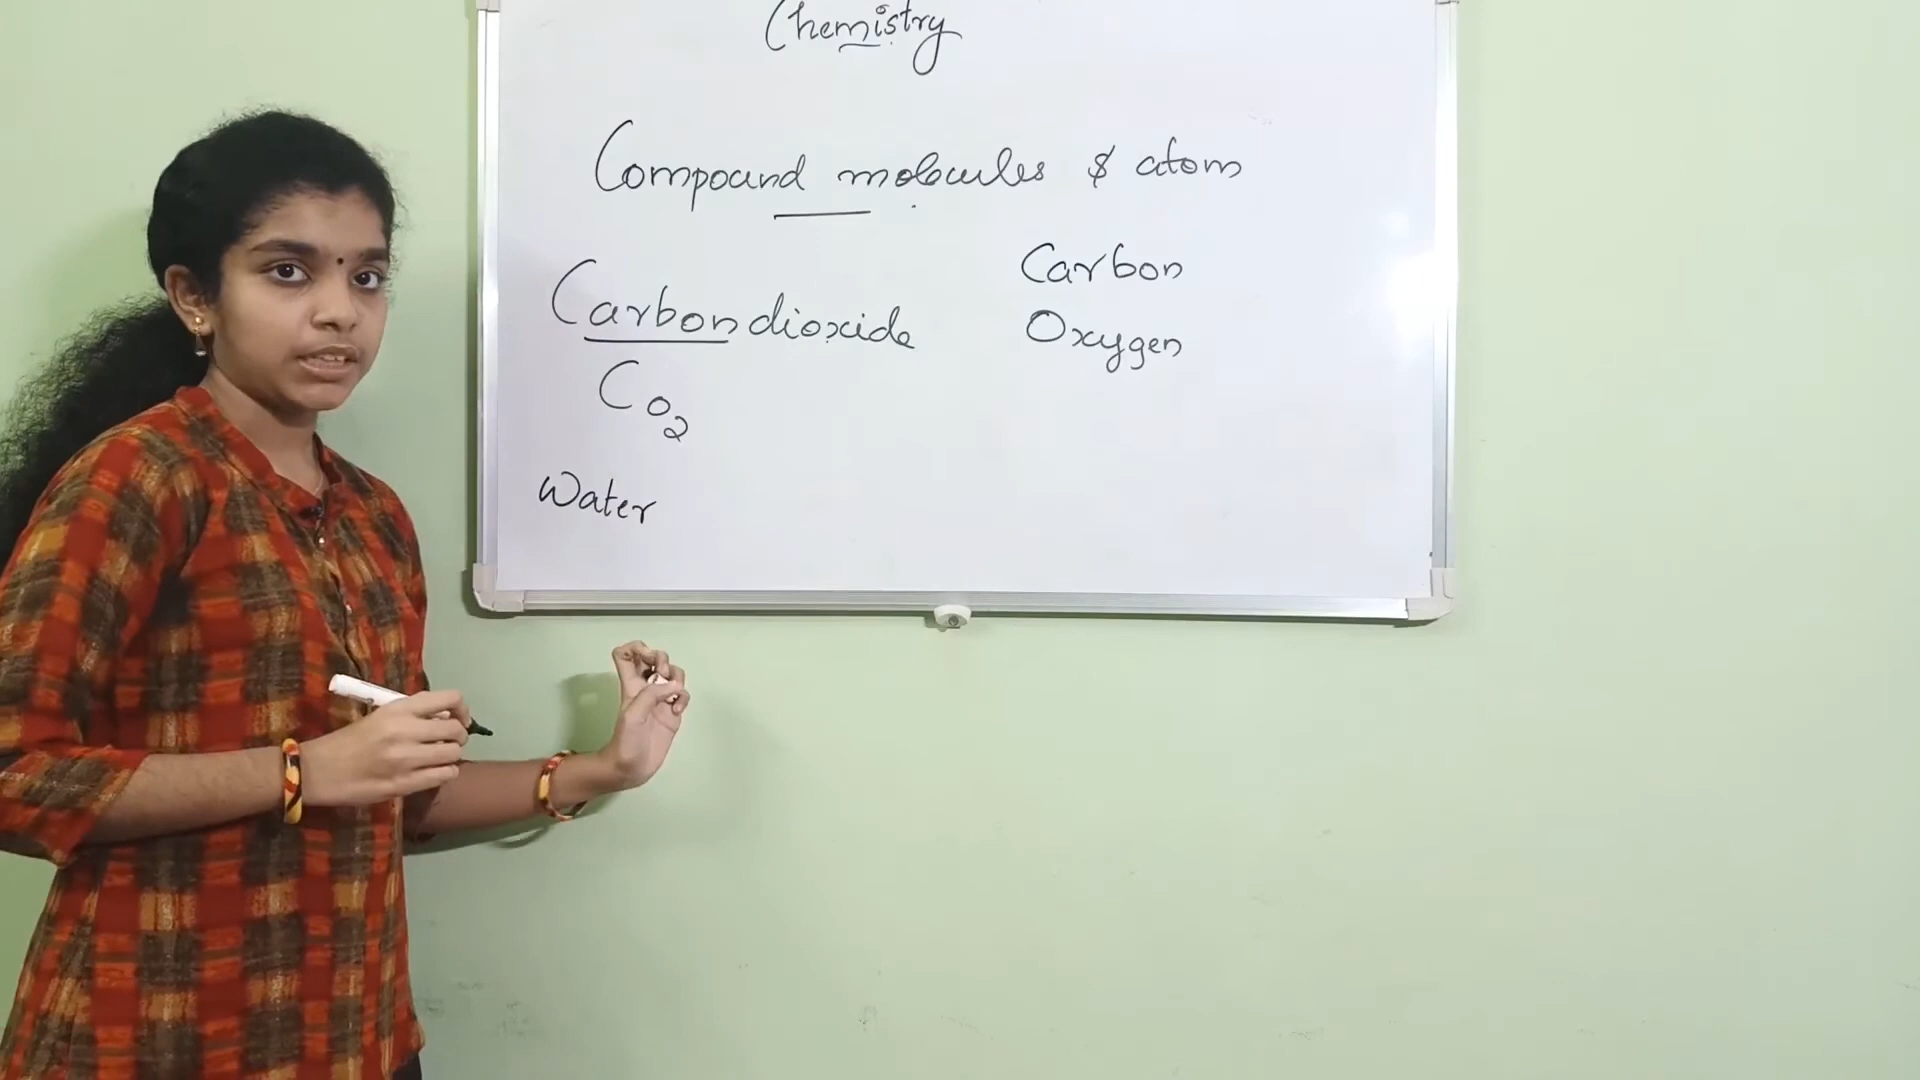 Chemistry
Compound molecules & atom
Carbondioxide
Carbon
Oxygen
Co₂
Water